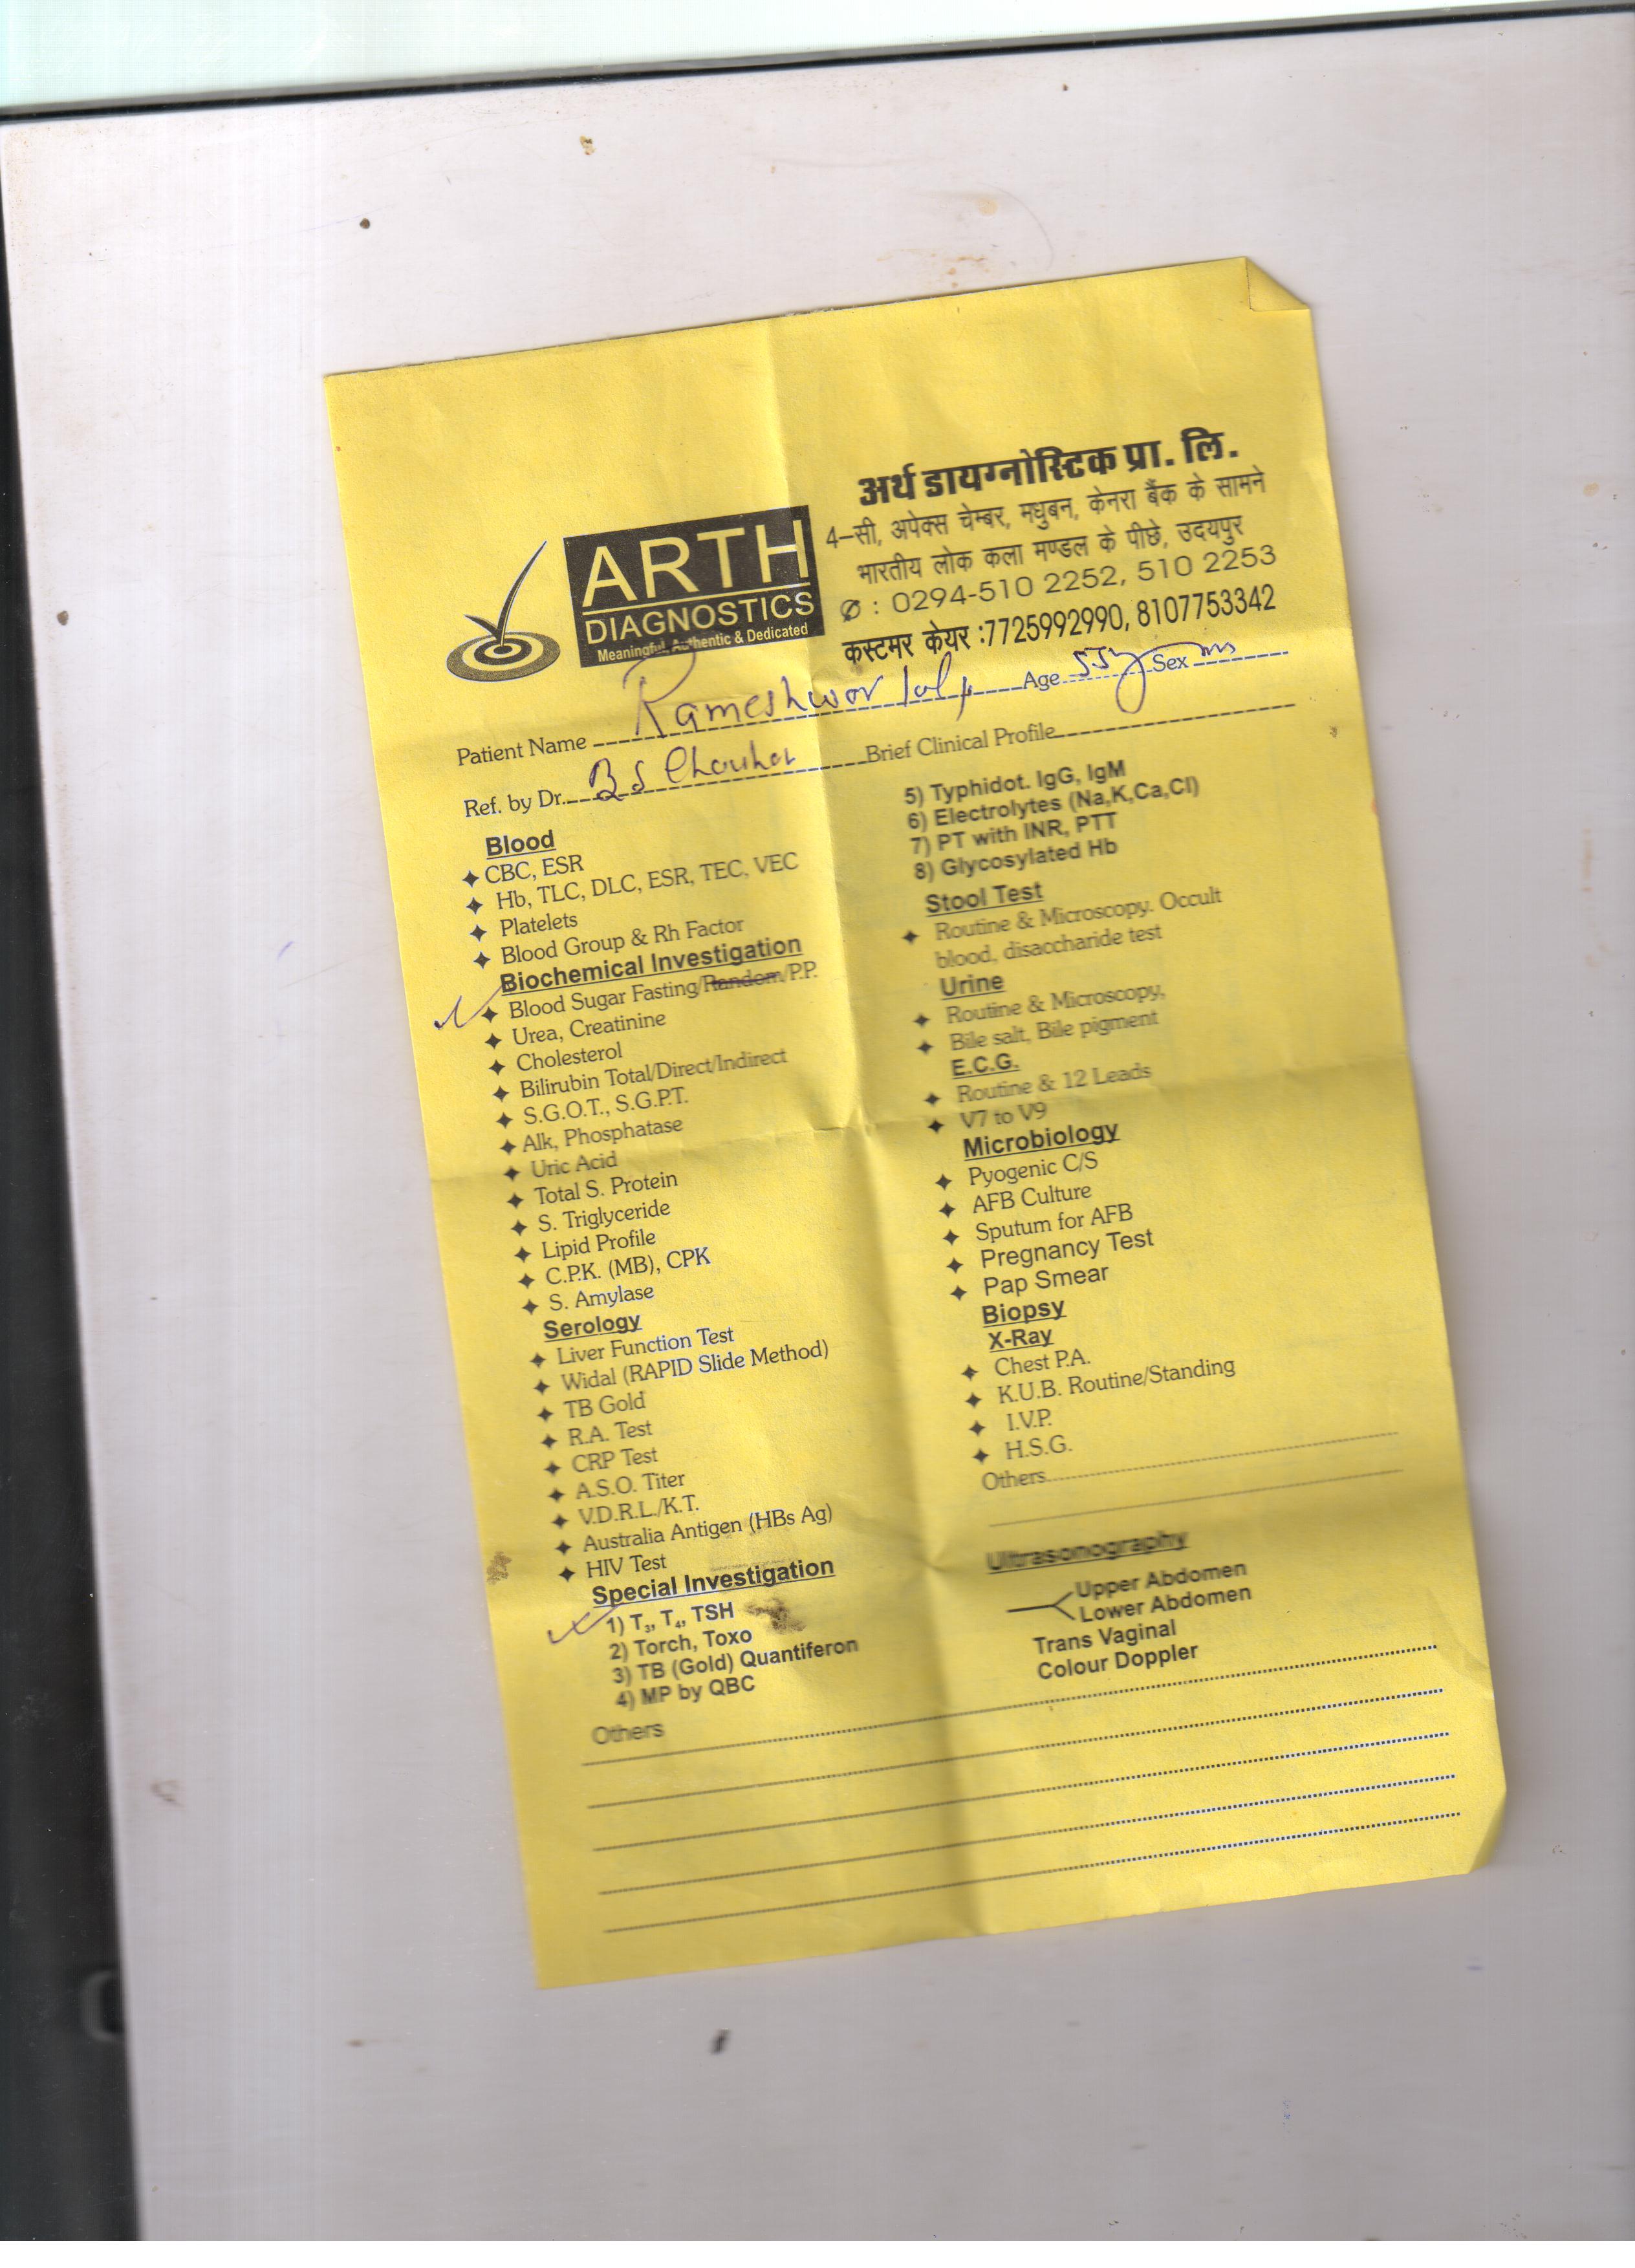 अर्थ डायग्नोस्टिक प्रा. लि.
4-सी, अपेक्स चेम्बर, मधुबन, केनरा बैंक के सामने
भारतीय लोक कला मण्डल के पीछे, उदयपुर
✆ : 0294-510 2252, 510 2253
कस्टमर केयर :7725992990, 8107753342
ARTH
DIAGNOSTICS
Meaningful, Authentic & Dedicated
Patient Name Rameshwor lal Age 55y Sex
Ref. by Dr. B S Chouhan Brief Clinical Profile
Blood
CBC, ESR
Hb, TLC, DLC, ESR, TEC, VEC
Platelets
Blood Group & Rh Factor
Biochemical Investigation
Blood Sugar Fasting/Random/P.P.
Urea, Creatinine
Cholesterol
Bilirubin Total/Direct/Indirect
S.G.O.T., S.G.P.T.
Alk, Phosphatase
Uric Acid
Total S. Protein
S. Triglyceride
Lipid Profile
C.P.K. (MB), CPK
S. Amylase
Serology
Liver Function Test
Widal (RAPID Slide Method)
TB Gold
R.A. Test
CRP Test
A.S.O. Titer
V.D.R.L./K.T.
Australia Antigen (HBs Ag)
HIV Test
Special Investigation
1) T3, T4, TSH
2) Torch, Toxo
3) TB (Gold) Quantiferon
4) MP by QBC
Others
5) Typhidot. IgG, IgM
6) Electrolytes (Na,K,Ca,Cl)
7) PT with INR, PTT
8) Glycosylated Hb
Stool Test
Routine & Microscopy. Occult
blood, disaccharide test
Urine
Routine & Microscopy,
Bile salt, Bile pigment
E.C.G.
Routine & 12 Leads
V7 to V9
Microbiology
Pyogenic C/S
AFB Culture
Sputum for AFB
Pregnancy Test
Pap Smear
Biopsy
X-Ray
Chest P.A.
K.U.B. Routine/Standing
I.V.P.
H.S.G.
Others
Ultrasonography
Upper Abdomen
Lower Abdomen
Trans Vaginal
Colour Doppler